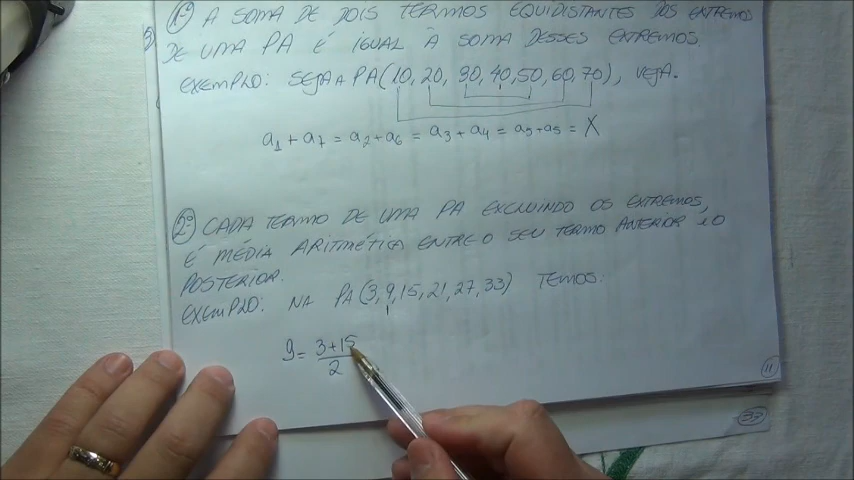 1º A SOMA DE DOIS TERMOS EQUIDISTANTES DOS EXTREMOS
DE UMA PA É IGUAL À SOMA DESSES EXTREMOS.
EXEMPLO: SEJA A PA(10, 20, 30, 40, 50, 60, 70), VEJA.
a₁ + a₇ = a₂ + a₆ = a₃ + a₄ = a₅ + a₅ = X
2º CADA TERMO DE UMA PA EXCLUINDO OS EXTREMOS,
É MÉDIA ARITMÉTICA ENTRE O SEU TERMO ANTERIOR E O
POSTERIOR.
EXEMPLO: NA PA(3, 9, 15, 21, 27, 33) TEMOS:
9 = 3+15
2
11
33